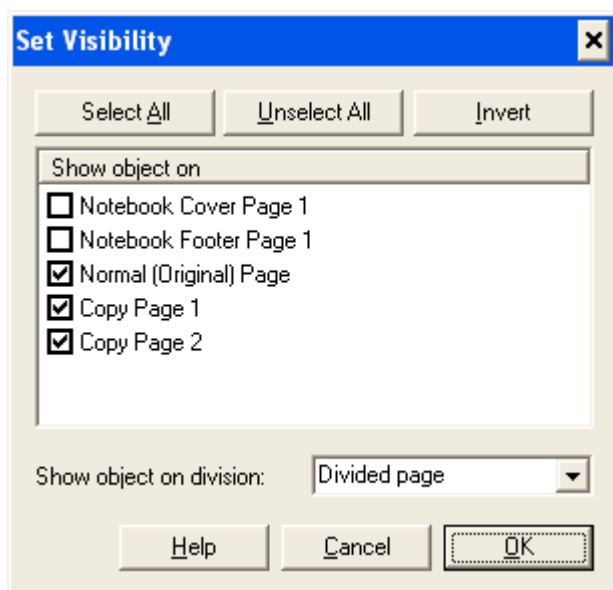 Set Visibility
Select All Unselect All Invert
Show object on
Notebook Cover Page 1
Notebook Footer Page 1
Normal (Original) Page
Copy Page 1
Copy Page 2
Show object on division: Divided page
Help Cancel OK